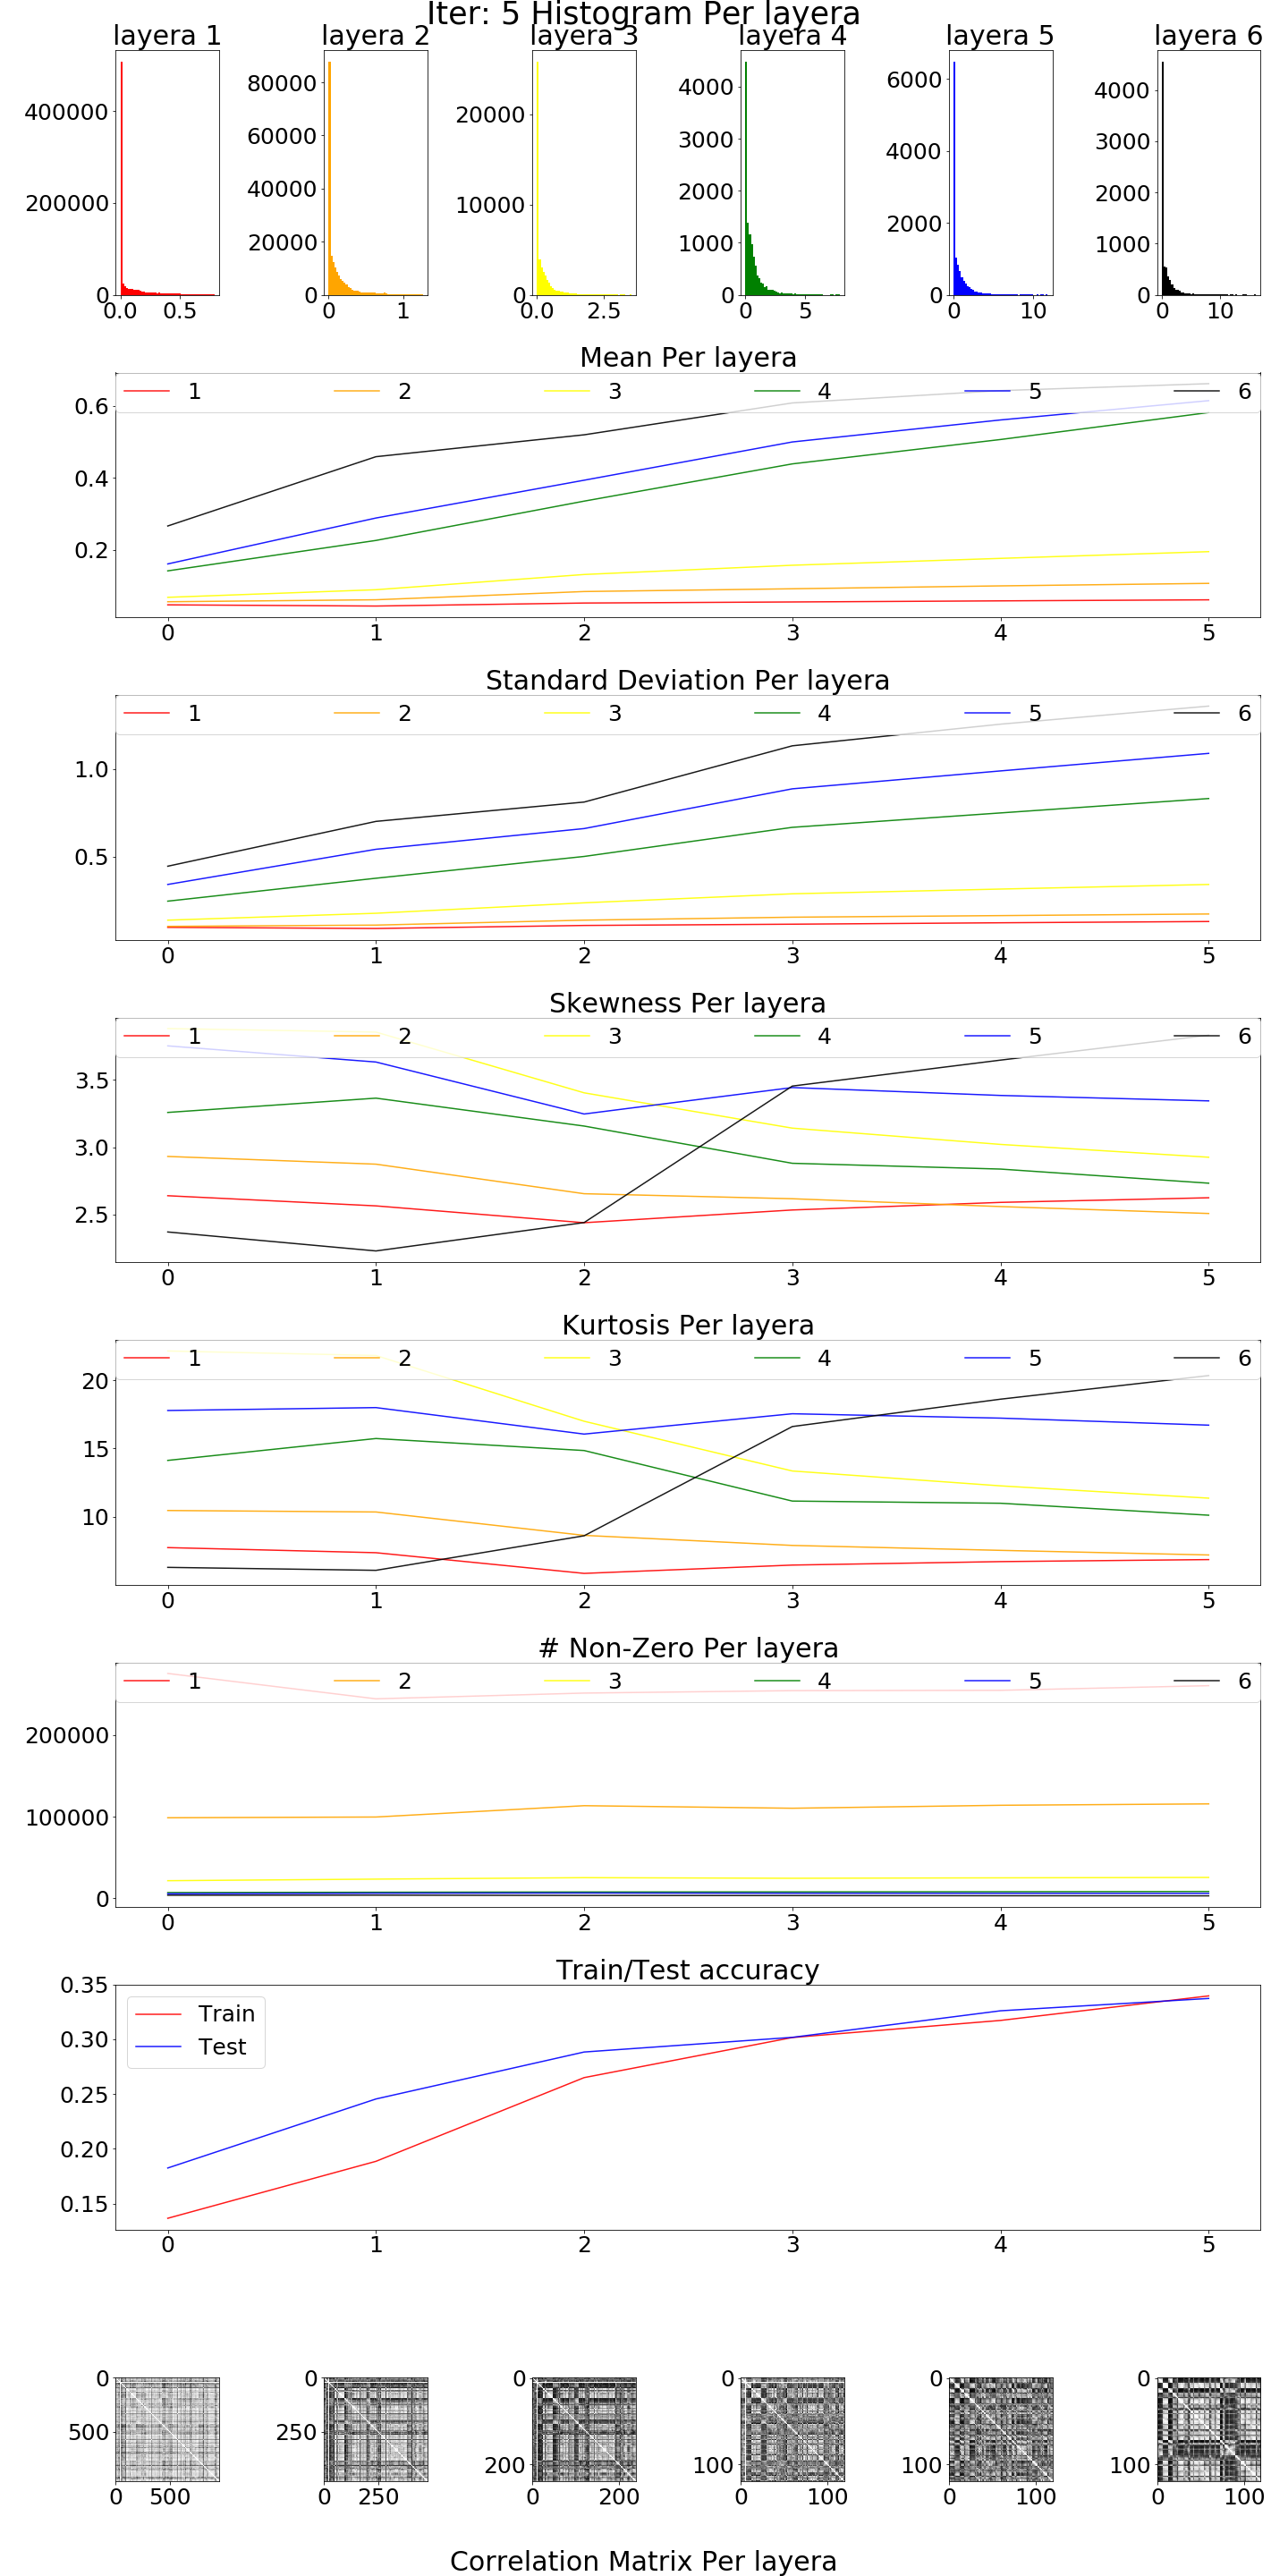 Iter: 5 Histogram Per layera
layera 1 layera 2 layera 3 layera 4 layera 5 layera 6
400000 200000 0
0.0 0.5
80000 60000 40000 20000 0
0 1
20000 10000 0
0.0 2.5
4000 3000 2000 1000 0
0 5
6000 4000 2000 0
0 10
4000 3000 2000 1000 0
0 10
Mean Per layera
1 2 3 4 5 6
0.6
0.4
0.2
0 1 2 3 4 5
Standard Deviation Per layera
1 2 3 4 5 6
1.0
0.5
0 1 2 3 4 5
Skewness Per layera
1 2 3 4 5 6
3.5
3.0
2.5
0 1 2 3 4 5
Kurtosis Per layera
1 2 3 4 5 6
20
15
10
0 1 2 3 4 5
# Non-Zero Per layera
1 2 3 4 5 6
200000
100000
0
0 1 2 3 4 5
Train/Test accuracy
Train
Test
0.35
0.30
0.25
0.20
0.15
0 1 2 3 4 5
0 500
0 500
0 250
0 250
0 200
0 200
0 100
0 100
0 100
0 100
0 100
0 100
Correlation Matrix Per layera